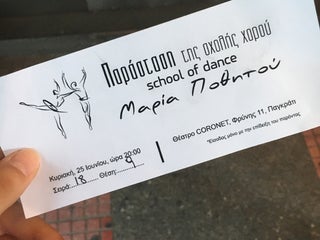 Παράσταση της σχολής χορού
school of dance
Μαρία Ποθητού
Θέατρο CORONET, Φρύνης 11, Παγκράτι
*Είσοδος μόνο με την επίδειξη του παρόντος
Κυριακή, 25 Ιουνίου, ώρα 20:00
Σειρά: 18 Θέση: 9